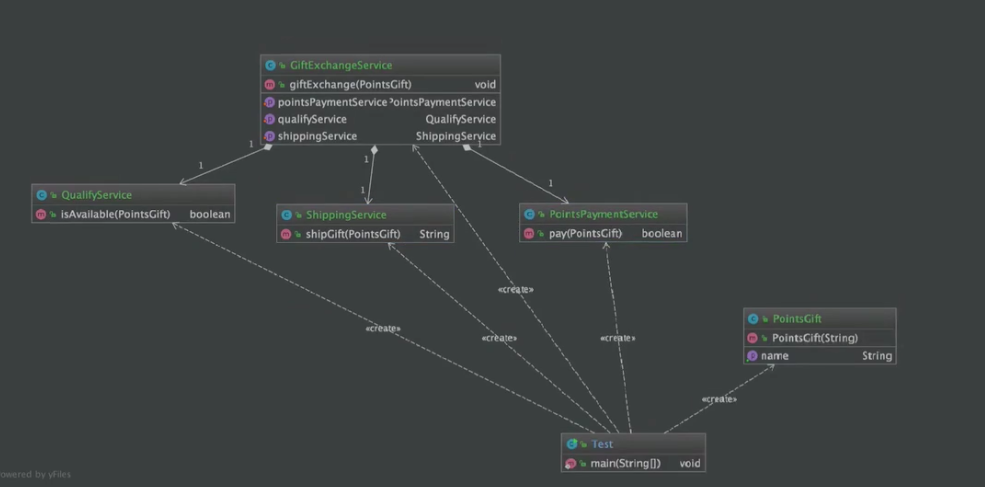 GiftExchangeService
giftExchange(PointsGift) void
pointsPaymentService PointsPaymentService
qualifyService QualifyService
shippingService ShippingService
1
1
1
1
1
1
QualifyService
isAvailable(PointsGift) boolean
ShippingService
shipGift(PointsGift) String
PointsPaymentService
pay(PointsGift) boolean
«create»
«create»
«create»
«create»
«create»
PointsGift
PointsGift(String)
name String
Test
main(String[]) void
owered by yFiles